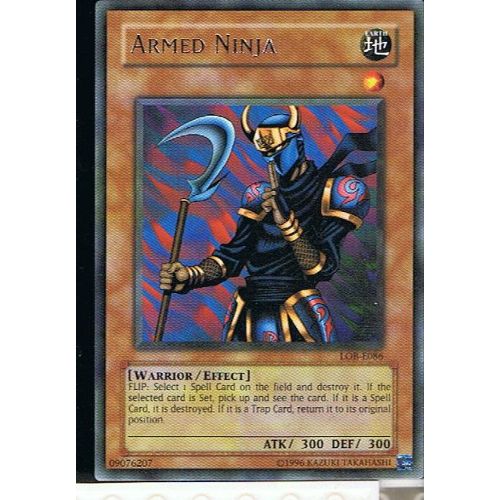 ARMED NINJA
EARTH
地
LOB-E086
[WARRIOR/EFFECT]
FLIP: Select 1 Spell Card on the field and destroy it. If the
selected card is Set, pick up and see the card. If it is a Spell
Card, it is destroyed. If it is a Trap Card, return it to its original
position.
ATK/ 300 DEF/ 300
09076207
©1996 KAZUKI TAKAHASHI